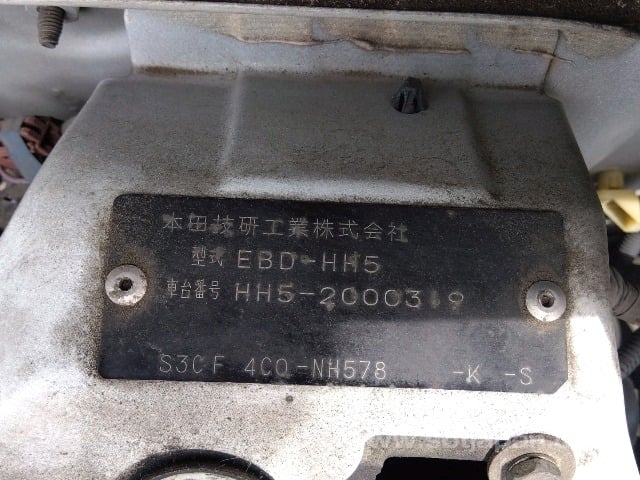 本田技研工業株式会社
型式 EBD-HH5
車台番号 HH5-2000319
S3CF 4CO-NH578 -K -S